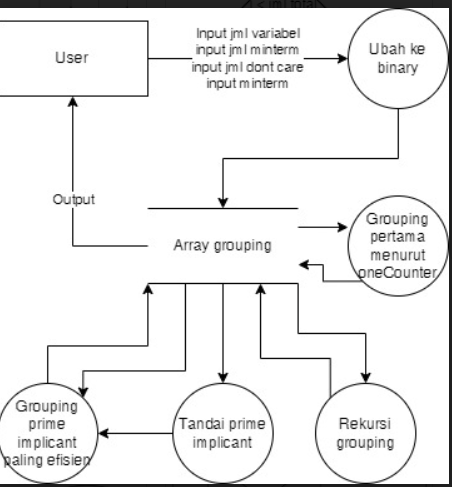 User
Input jml variabel
input jml minterm
input jml dont care
input minterm
Ubah ke
binary
Output
Array grouping
Grouping
pertama
menurut
oneCounter
Grouping
prime
implicant
paling efisien
Tandai prime
implicant
Rekursi
grouping